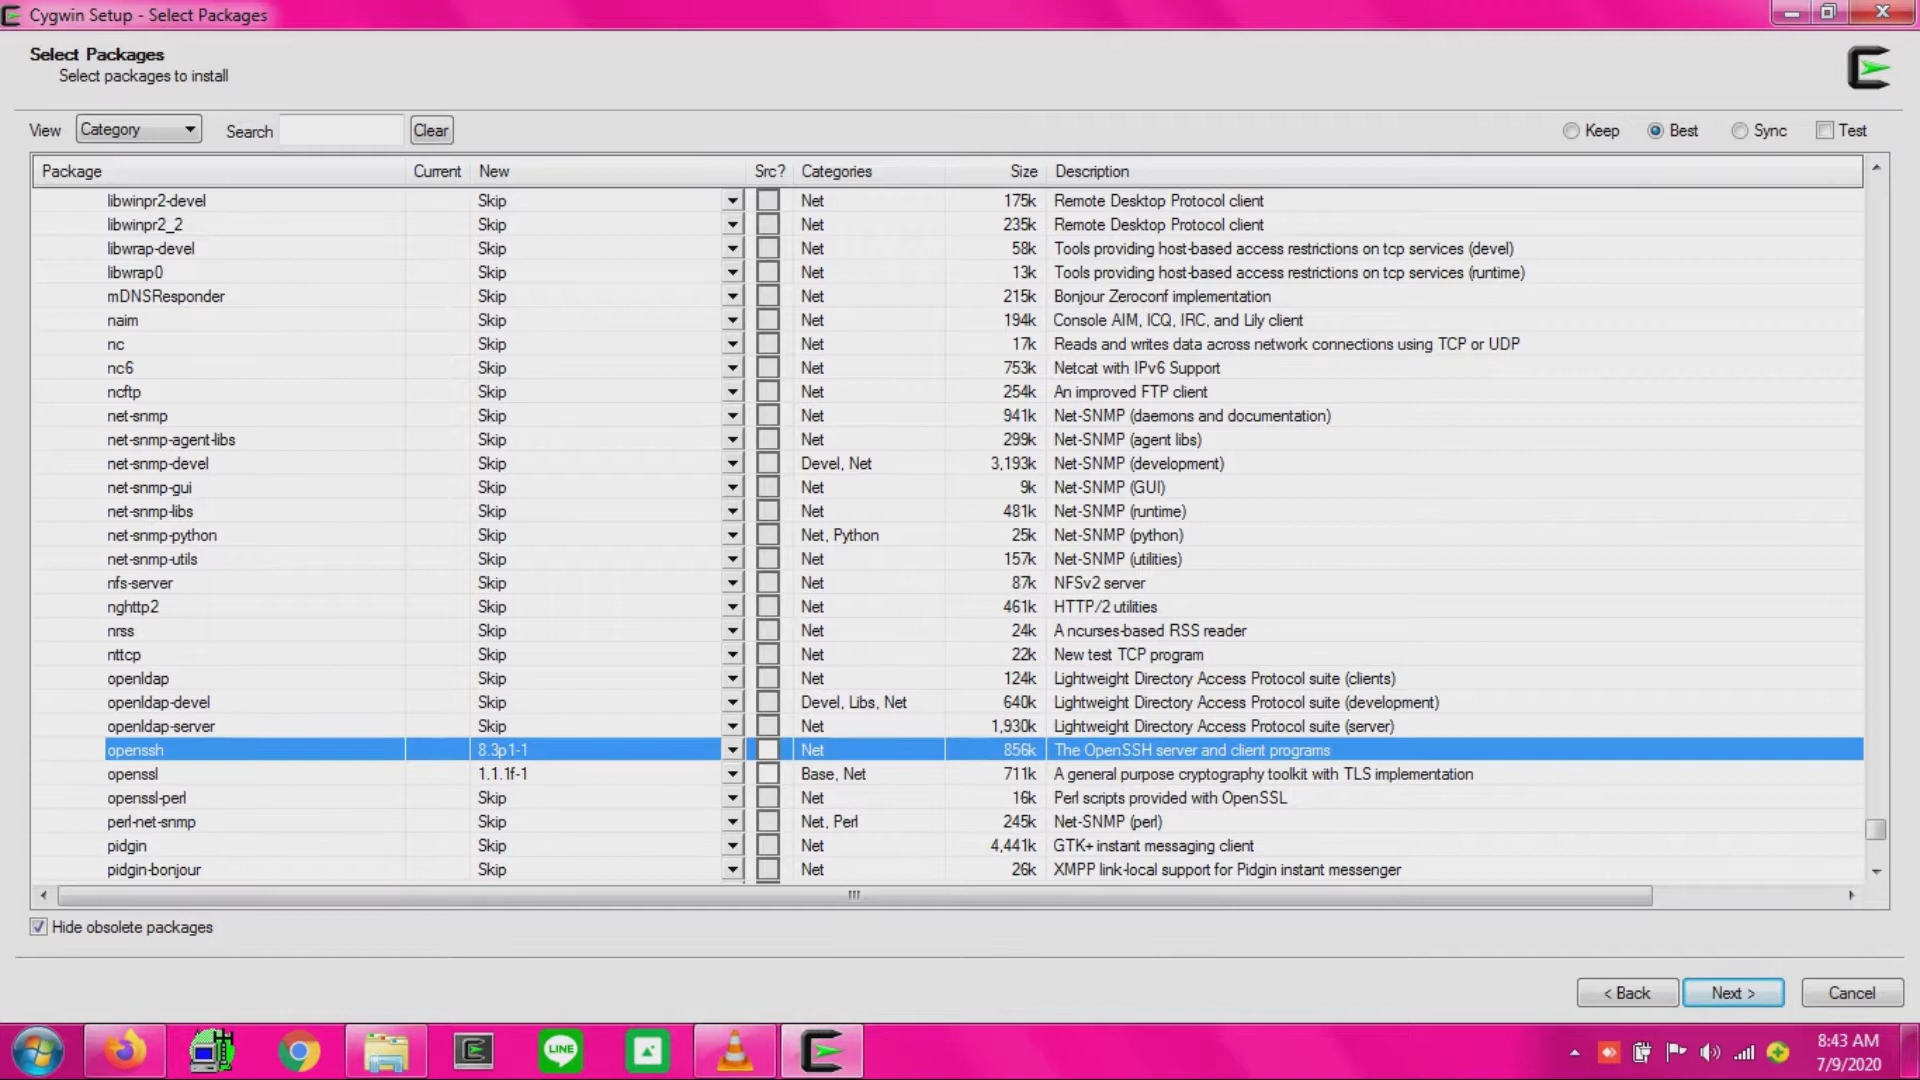 Cygwin Setup - Select Packages
Select Packages
Select packages to install
View Category Search Clear Keep Best Sync Test
Package Current New Src? Categories Size Description
libwinpr2-devel Skip Net 175k Remote Desktop Protocol client
libwinpr2_2 Skip Net 235k Remote Desktop Protocol client
libwrap-devel Skip Net 58k Tools providing host-based access restrictions on tcp services (devel)
libwrap0 Skip Net 13k Tools providing host-based access restrictions on tcp services (runtime)
mDNSResponder Skip Net 215k Bonjour Zeroconf implementation
naim Skip Net 194k Console AIM, ICQ, IRC, and Lily client
nc Skip Net 17k Reads and writes data across network connections using TCP or UDP
nc6 Skip Net 753k Netcat with IPv6 Support
ncftp Skip Net 254k An improved FTP client
net-snmp Skip Net 941k Net-SNMP (daemons and documentation)
net-snmp-agent-libs Skip Net 299k Net-SNMP (agent libs)
net-snmp-devel Skip Devel, Net 3,193k Net-SNMP (development)
net-snmp-gui Skip Net 9k Net-SNMP (GUI)
net-snmp-libs Skip Net 481k Net-SNMP (runtime)
net-snmp-python Skip Net, Python 25k Net-SNMP (python)
net-snmp-utils Skip Net 157k Net-SNMP (utilities)
nfs-server Skip Net 87k NFSv2 server
nghttp2 Skip Net 461k HTTP/2 utilities
nrss Skip Net 24k A ncurses-based RSS reader
nttcp Skip Net 22k New test TCP program
openldap Skip Net 124k Lightweight Directory Access Protocol suite (clients)
openldap-devel Skip Devel, Libs, Net 640k Lightweight Directory Access Protocol suite (development)
openldap-server Skip Net 1,930k Lightweight Directory Access Protocol suite (server)
openssh 8.3p1-1 Net 856k The OpenSSH server and client programs
openssl 1.1.1f-1 Base, Net 711k A general purpose cryptography toolkit with TLS implementation
openssl-perl Skip Net 16k Perl scripts provided with OpenSSL
perl-net-snmp Skip Net, Perl 245k Net-SNMP (perl)
pidgin Skip Net 4,441k GTK+ instant messaging client
pidgin-bonjour Skip Net 26k XMPP link-local support for Pidgin instant messenger
Hide obsolete packages
< Back Next > Cancel
LINE
8:43 AM
7/9/2020